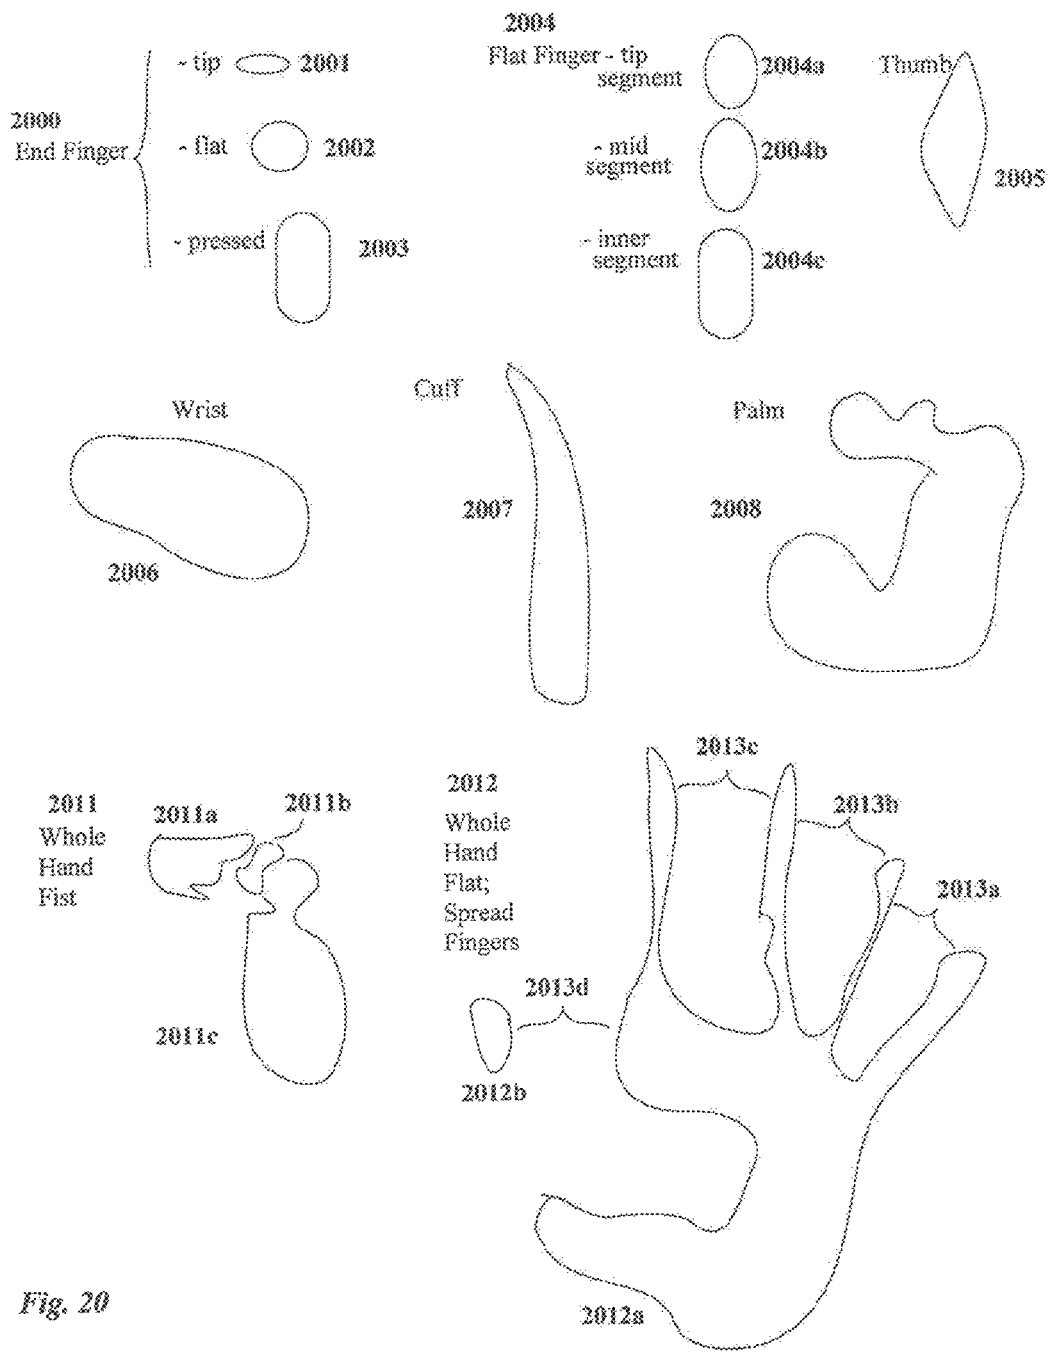 2000
End Finger
- tip 2001
- flat 2002
- pressed 2003
2004
Flat Finger - tip
segment 2004a
- mid
segment 2004b
- inner
segment 2004c
Thumb
2005
Wrist
2006
Cuff
2007
Palm
2008
2011
Whole
Hand
Fist
2011a
2011b
2011c
2012
Whole
Hand
Flat;
Spread
Fingers
2013c
2013b
2013a
2013d
2012b
2012a
Fig. 20